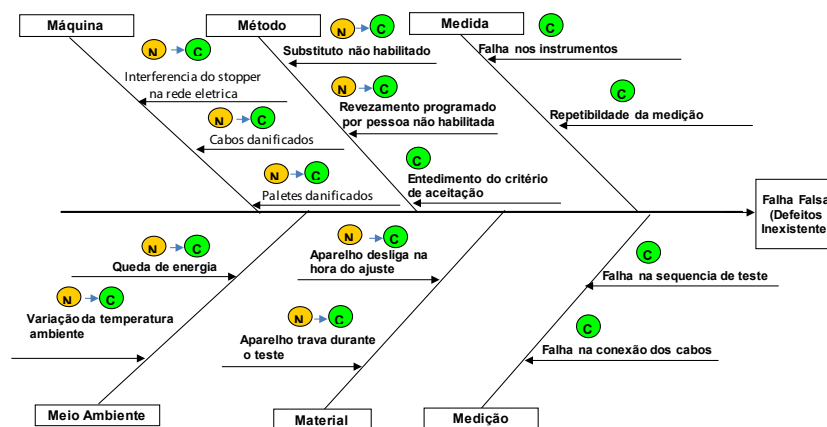 Máquina
Método
Medida
N C
Interferencia do stopper
na rede eletrica
N C
Cabos danificados
N C
Paletes danificados
N C
Substituto não habilitado
N C
Revezamento programado
por pessoa não habilitada
C
Entedimento do critério
de aceitação
C
Falha nos instrumentos
C
Repetibildade da medição
Falha Falsa
(Defeitos
Inexistente
N C
Queda de energia
N C
Variação da temperatura
ambiente
N C
Aparelho desliga na
hora do ajuste
N C
Aparelho trava durante
o teste
C
Falha na sequencia de teste
C
Falha na conexão dos cabos
Meio Ambiente
Material
Medição